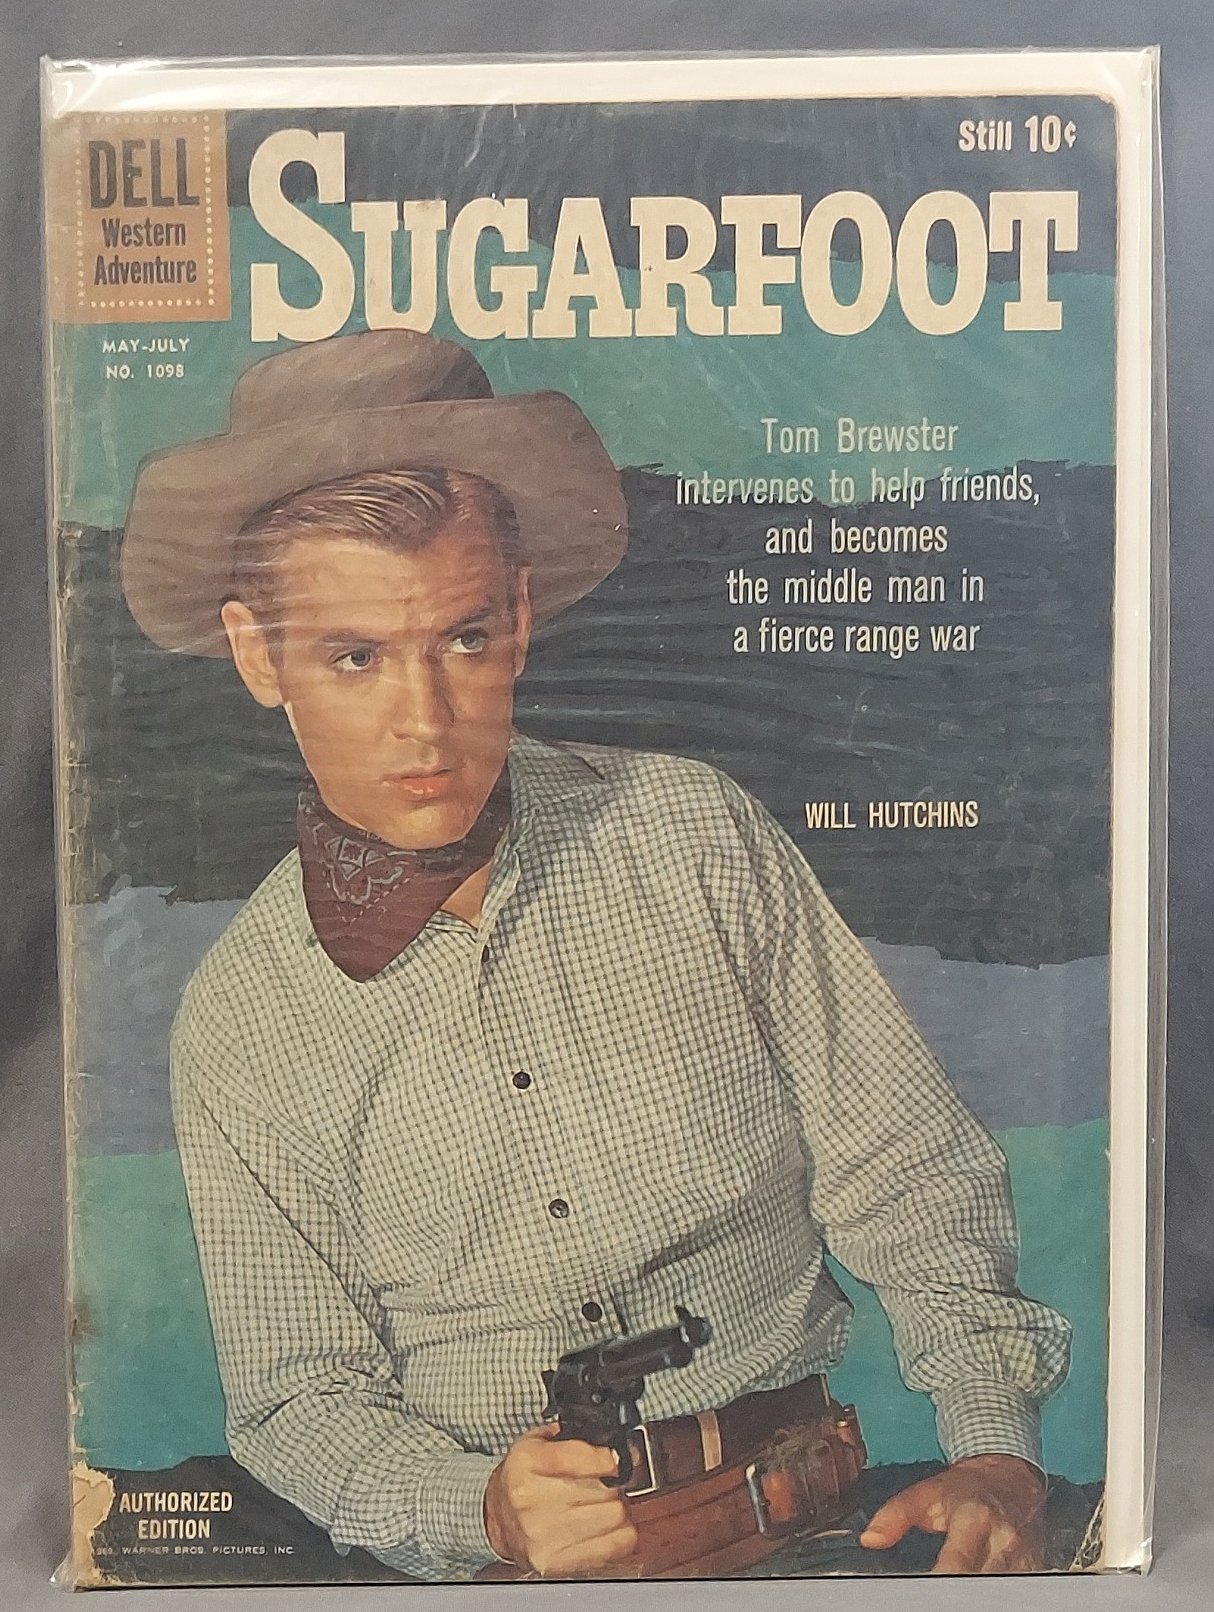 DELL
Western
Adventure
Still 10¢
SUGARFOOT
MAY-JULY
NO. 1098
Tom Brewster
intervenes to help friends,
and becomes
the middle man in
a fierce range war
WILL HUTCHINS
AUTHORIZED
EDITION
WARNER BROS. PICTURES, INC.